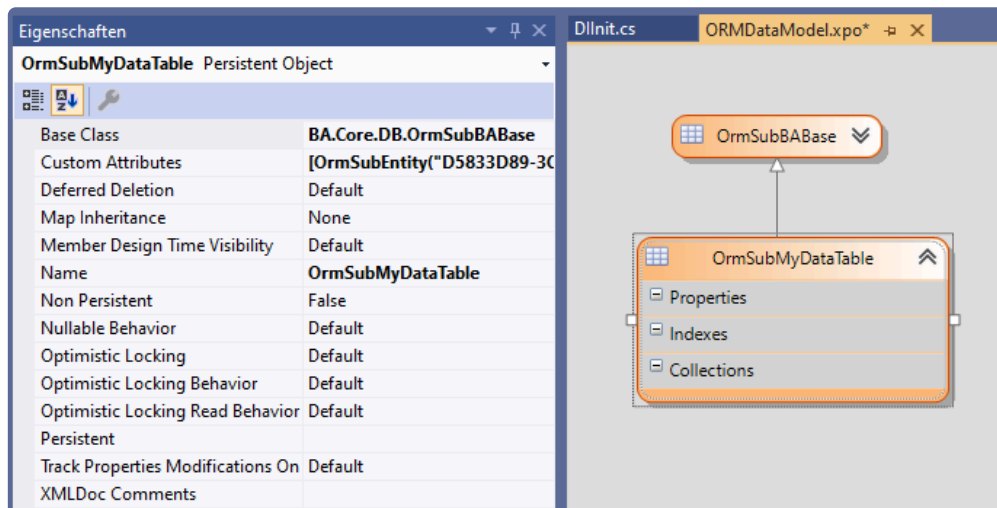 Eigenschaften
OrmSubMyDataTable Persistent Object
Base Class BA.Core.DB.OrmSubBABase
Custom Attributes [OrmSubEntity("D5833D89-3C
Deferred Deletion Default
Map Inheritance None
Member Design Time Visibility Default
Name OrmSubMyDataTable
Non Persistent False
Nullable Behavior Default
Optimistic Locking Default
Optimistic Locking Behavior Default
Optimistic Locking Read Behavior Default
Persistent
Track Properties Modifications On Default
XMLDoc Comments
DllInit.cs ORMDataModel.xpo*
OrmSubBABase
OrmSubMyDataTable
Properties
Indexes
Collections